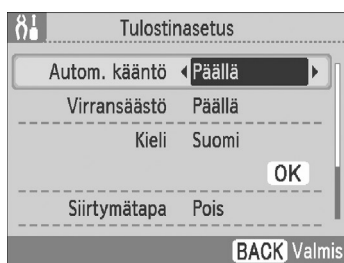 Tulostinasetus
Autom. kääntö Päällä
Virransäästö Päällä
Kieli Suomi
OK
Siirtymätapa Pois
BACK Valmis